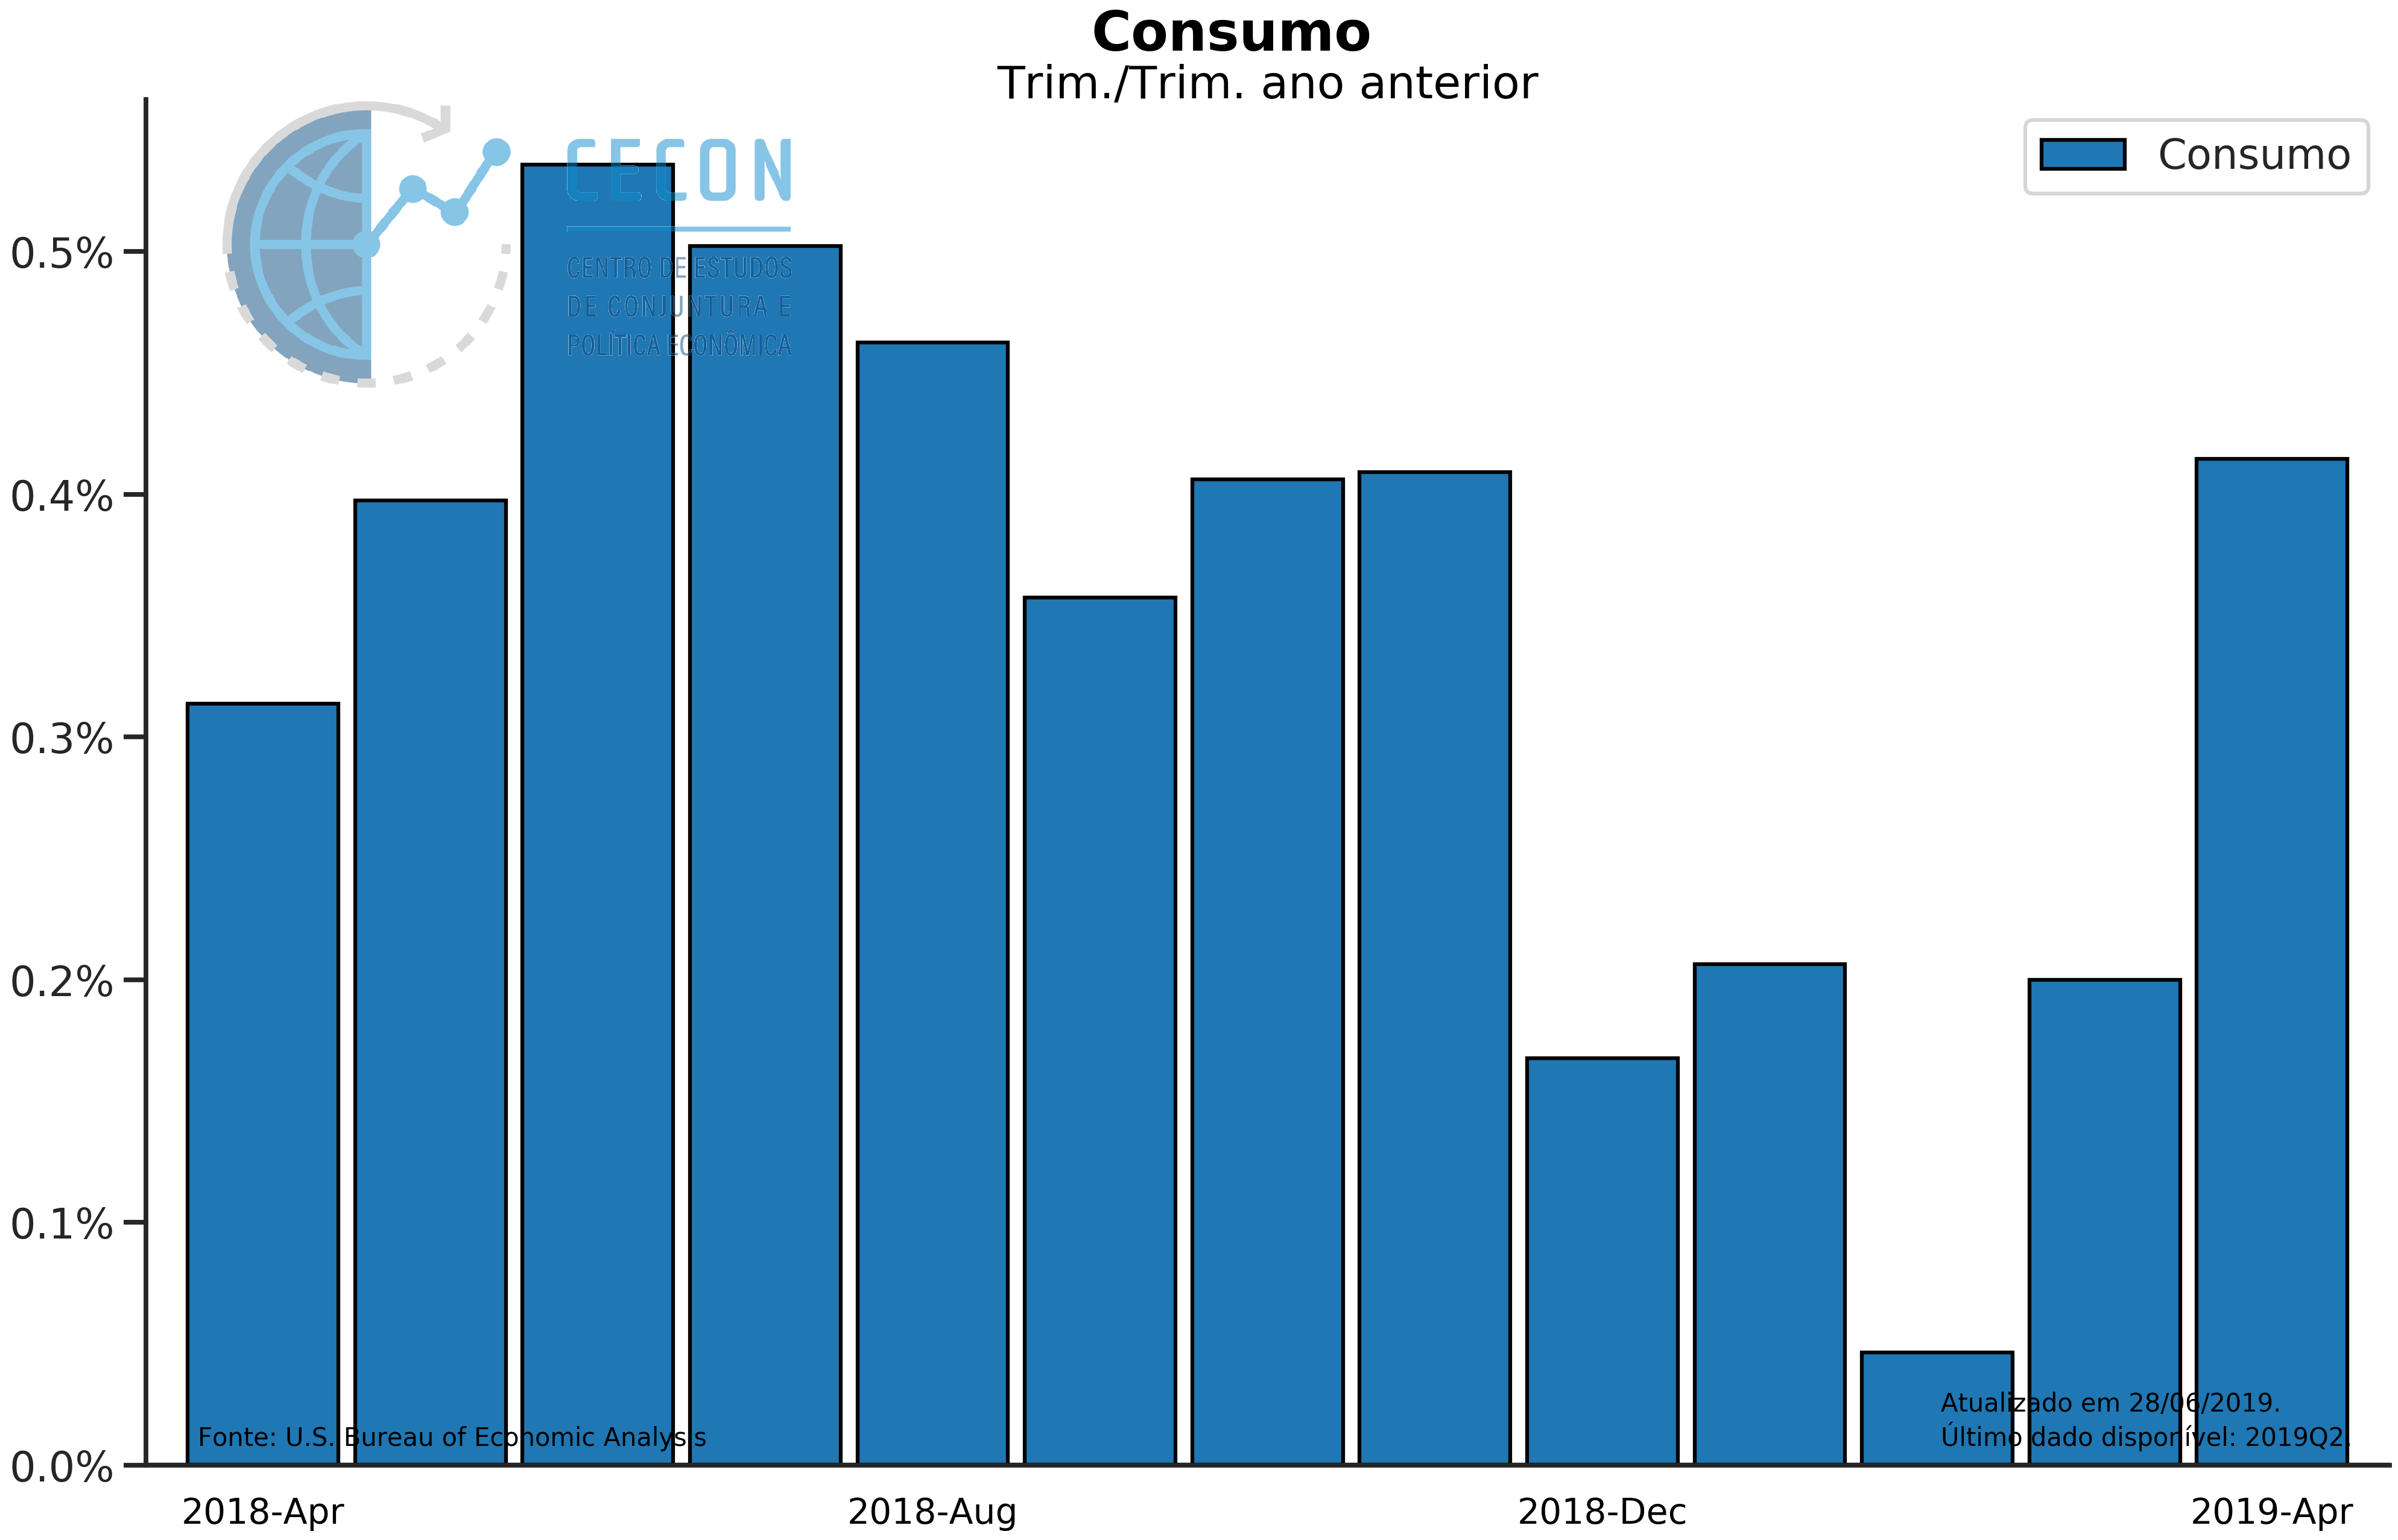 Consumo
Trim./Trim. ano anterior
CECON
CENTRO DE ESTUDOS
DE CONJUNTURA E
POLÍTICA ECONÔMICA
Consumo
0.5%
0.4%
0.3%
0.2%
0.1%
0.0%
Fonte: U.S. Bureau of Economic Analysis
Atualizado em 28/06/2019.
Último dado disponível: 2019Q2.
2018-Apr
2018-Aug
2018-Dec
2019-Apr